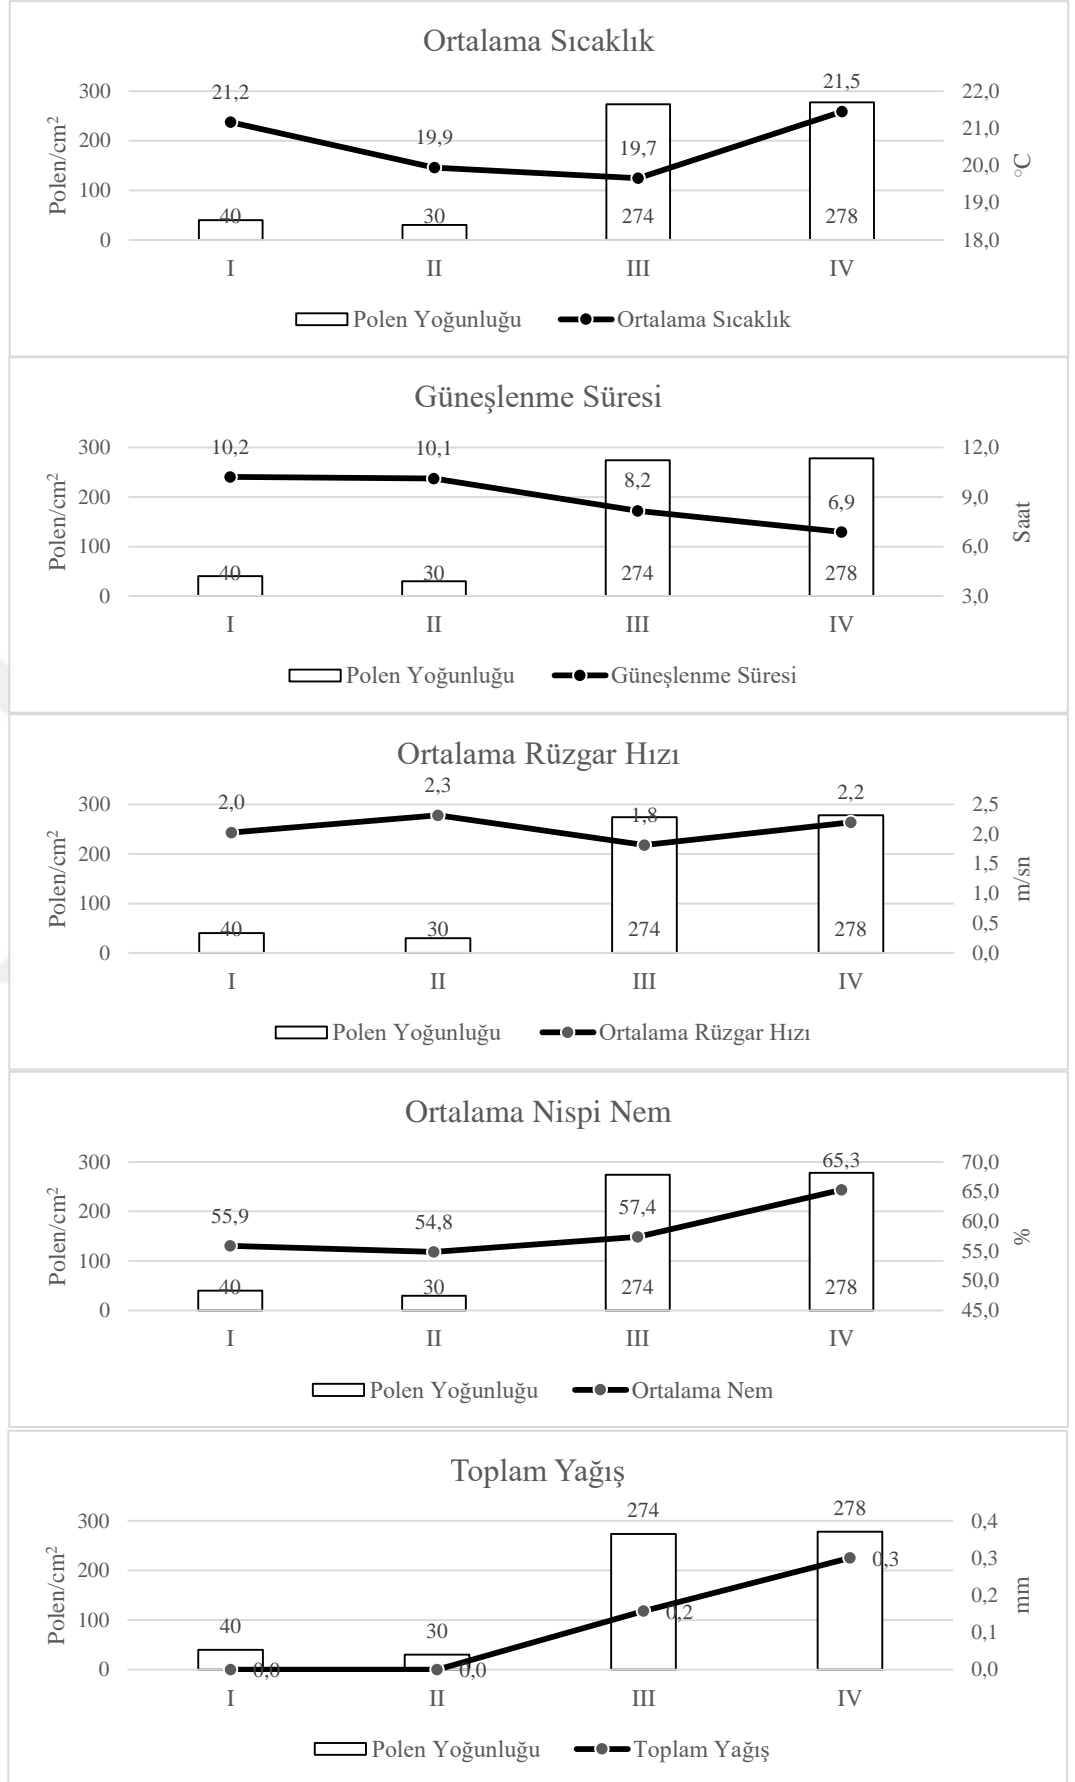 Ortalama Sıcaklık
300 21,2 21,5 22,0
200 19,9 19,7 21,0
20,0
100 19,0
0 40 30 274 278 18,0
Polen/cm²
°C
I II III IV
Polen Yoğunluğu Ortalama Sıcaklık
Güneşlenme Süresi
300 10,2 10,1 12,0
200 8,2 6,9 9,0
100 6,0
0 40 30 274 278 3,0
Polen/cm²
Saat
I II III IV
Polen Yoğunluğu Güneşlenme Süresi
Ortalama Rüzgar Hızı
300 2,0 2,3 1,8 2,2 2,5
2,0
200 1,5
100 1,0
40 30 274 278 0,5
0 0,0
Polen/cm²
m/sn
I II III IV
Polen Yoğunluğu Ortalama Rüzgar Hızı
Ortalama Nispi Nem
300 65,3 70,0
200 55,9 54,8 57,4 65,0
60,0
100 55,0
40 30 274 278 50,0
0 45,0
Polen/cm²
%
I II III IV
Polen Yoğunluğu Ortalama Nem
Toplam Yağış
274 278
300 0,4
200 0,3 0,3
100 0,2 0,2
40 30 0,1
0 0,0 0,0 0,0
Polen/cm²
mm
I II III IV
Polen Yoğunluğu Toplam Yağış